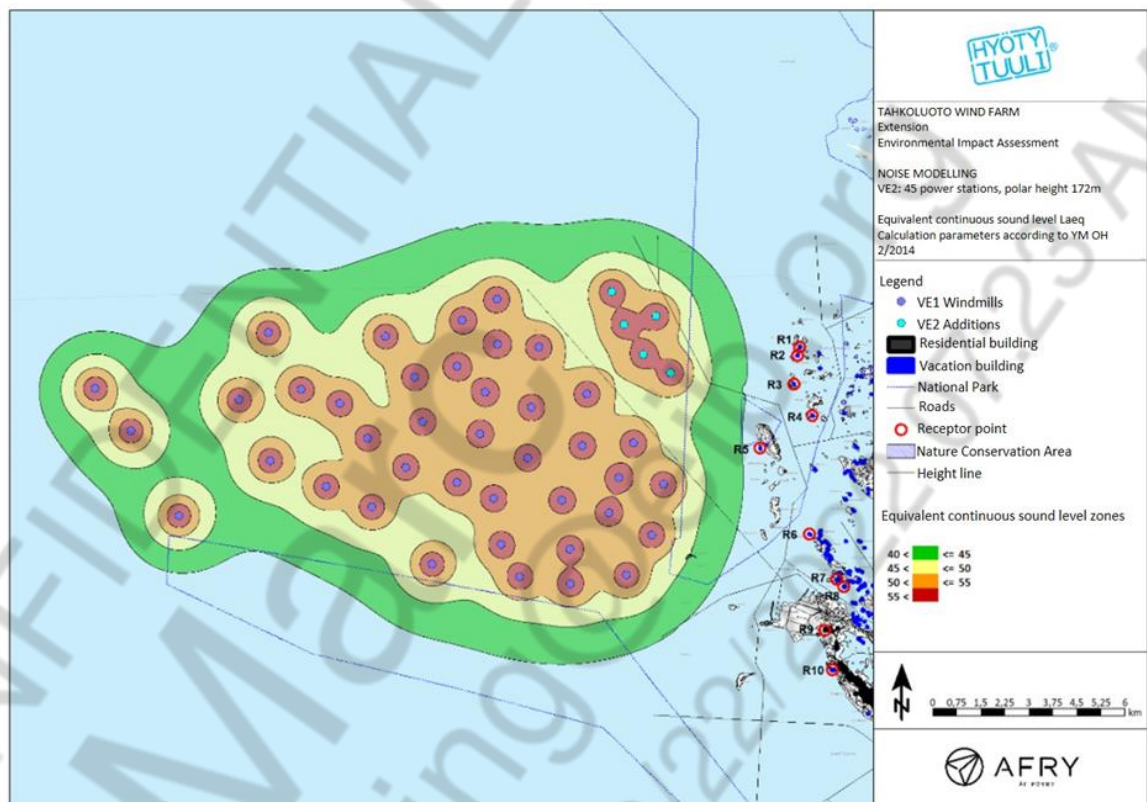 HYÖTY
TUULI®
TAHKOLUOTO WIND FARM
Extension
Environmental Impact Assessment
NOISE MODELLING
VE2: 45 power stations, polar height 172m
Equivalent continuous sound level Laeq
Calculation parameters according to YM OH
2/2014
Legend
VE1 Windmills
VE2 Additions
Residential building
Vacation building
National Park
Roads
Receptor point
Nature Conservation Area
Height line
Equivalent continuous sound level zones
40 < <= 45
45 < <= 50
50 < <= 55
55 <
N
0 0,75 1,5 2,25 3 3,75 4,5 5,25 6
km
AFRY
ÅF PÖYRY
R1
R2
R3
R4
R5
R6
R7
R8
R9
R10